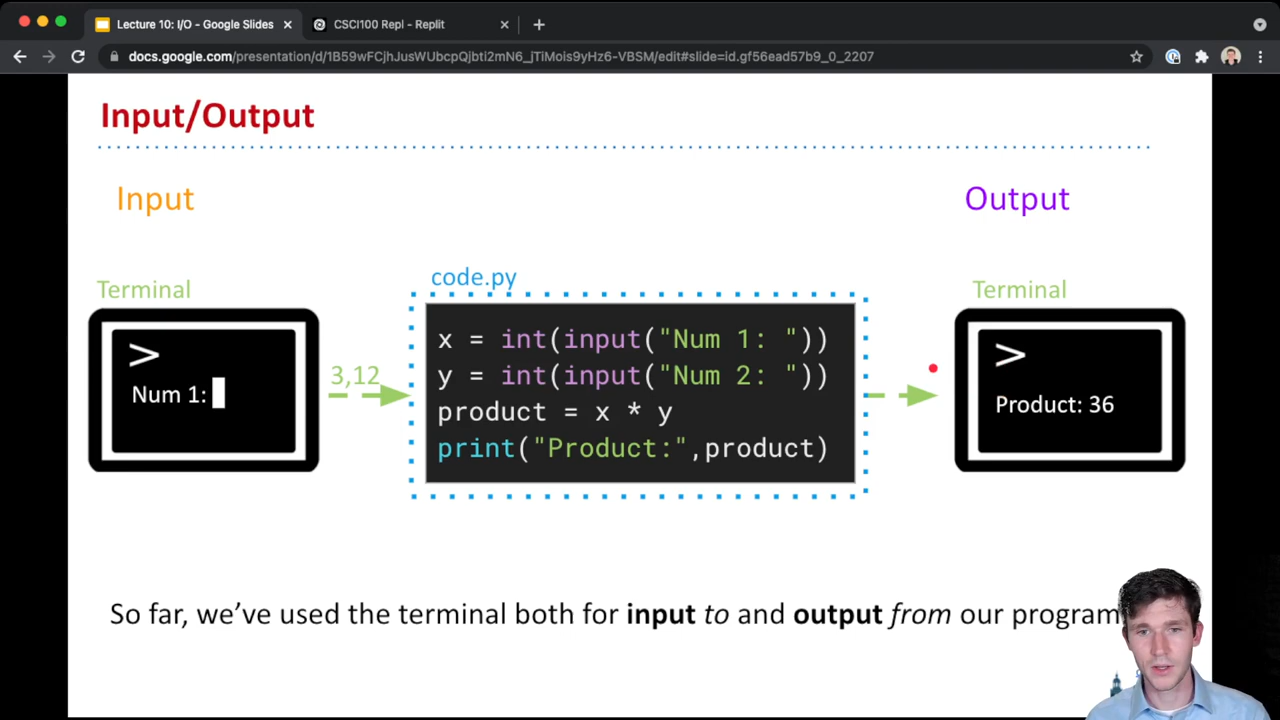 Lecture 10: I/O - Google Slides
CSCI100 Repl - Replit
docs.google.com/presentation/d/1B59wFCjhJusWUbcpQjbti2mN6_jTiMois9yHz6-VBSM/edit#slide=id.gf56ead57b9_0_2207
Input/Output
Input
Output
code.py
Terminal
Terminal
>
Num 1:
3,12
x = int(input("Num 1: "))
y = int(input("Num 2: "))
product = x * y
print("Product:",product)
>
Product: 36
So far, we've used the terminal both for input to and output from our program